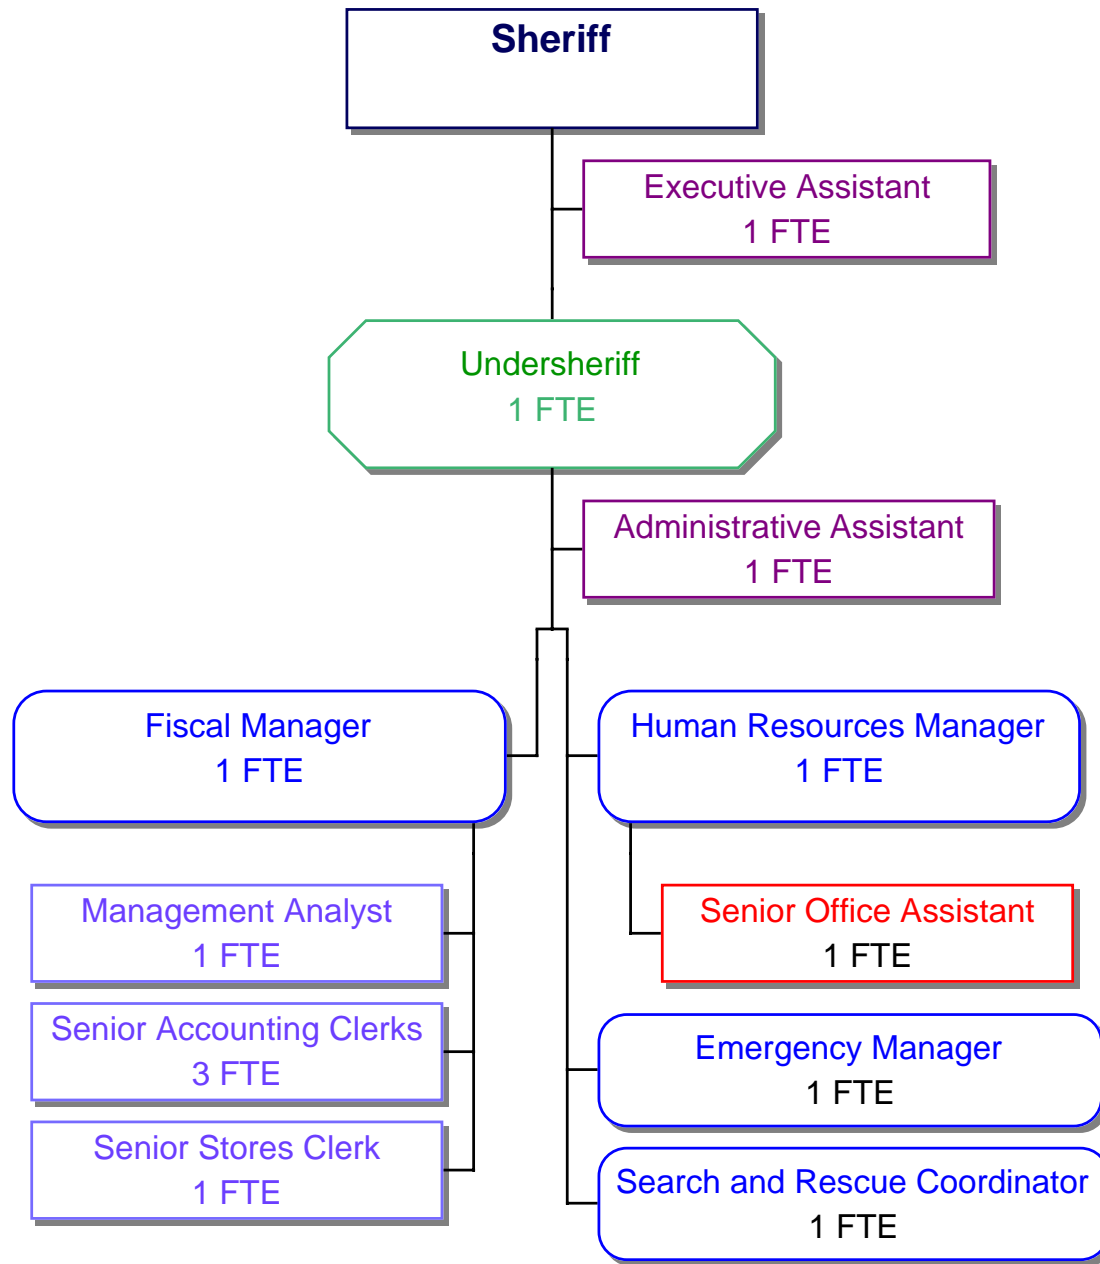 Sheriff
Executive Assistant
1 FTE
Undersheriff
1 FTE
Administrative Assistant
1 FTE
Fiscal Manager
1 FTE
Human Resources Manager
1 FTE
Management Analyst
1 FTE
Senior Accounting Clerks
3 FTE
Senior Stores Clerk
1 FTE
Senior Office Assistant
1 FTE
Emergency Manager
1 FTE
Search and Rescue Coordinator
1 FTE